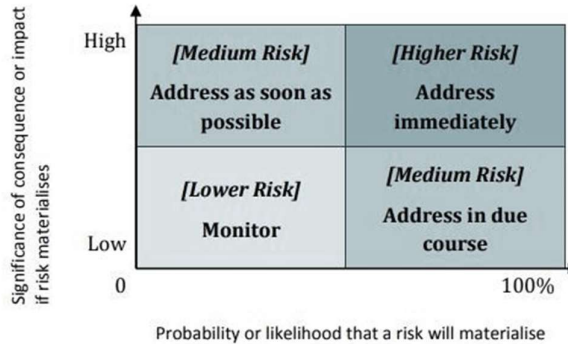 Significance of consequence or impact
if risk materialises
High
[Medium Risk]
Address as soon as
possible
[Higher Risk]
Address
immediately
[Lower Risk]
Monitor
[Medium Risk]
Address in due
course
Low
0
100%
Probability or likelihood that a risk will materialise